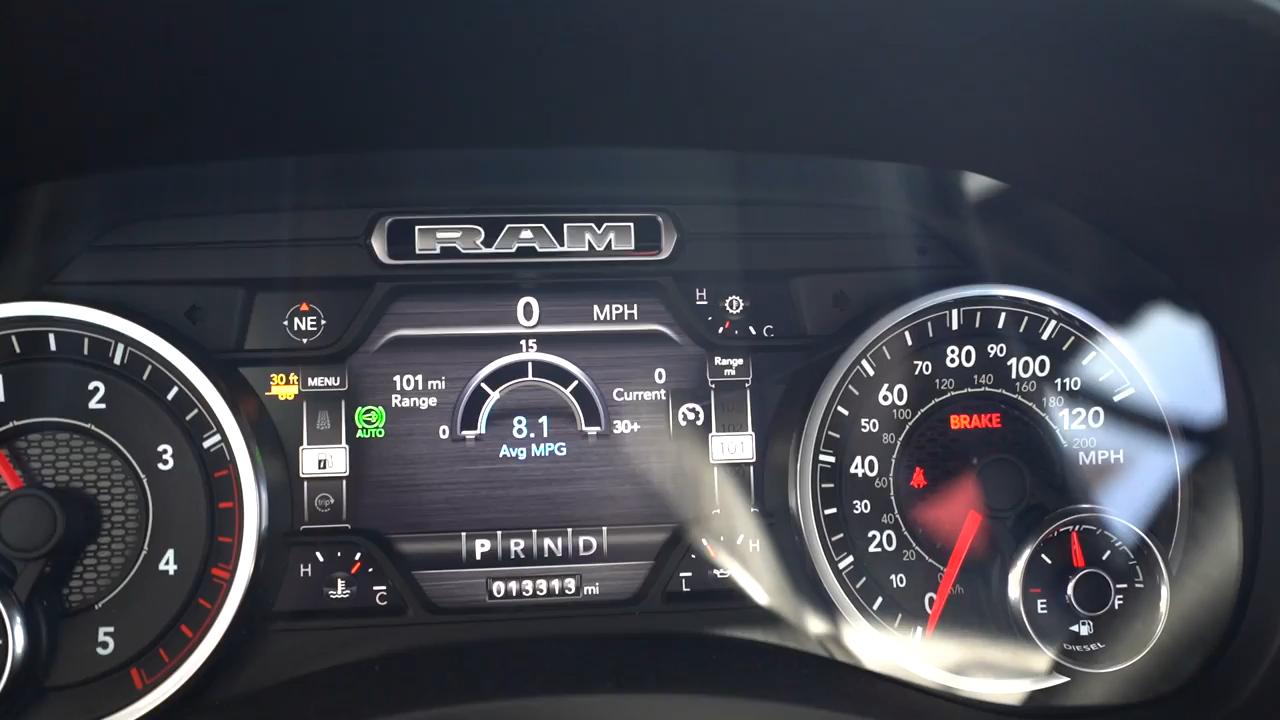 RAM
NE
0 MPH
H C
30 ft
MENU
AUTO
trip
101 mi
Range
15
0
30+
8.1
Avg MPG
0
Current
Range
mi
101
P R N D
013313 mi
H C
L H
2
3
4
5
0
10
20
30
40
50
60
70
80
90
100
110
120
MPH
20
40
60
80
100
120
140
160
180
200
BRAKE
E F
DIESEL